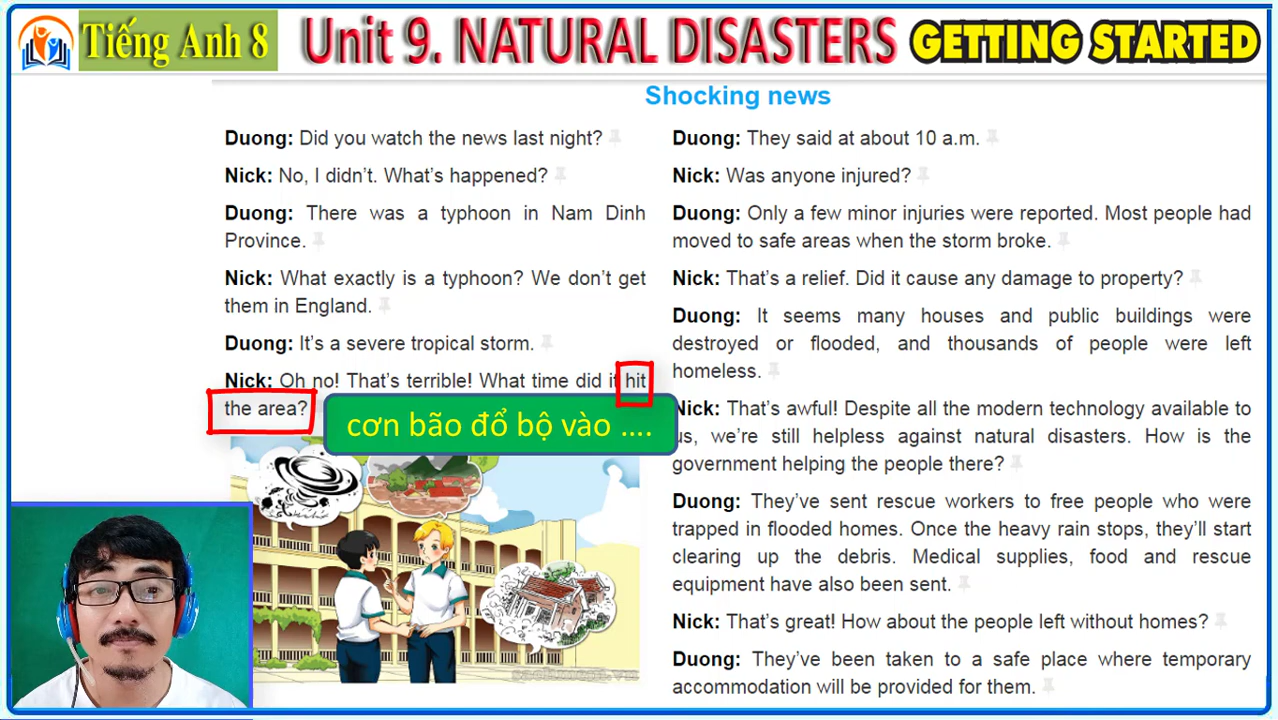 Tiếng Anh 8
Unit 9. NATURAL DISASTERS
GETTING STARTED
Shocking news
Duong: Did you watch the news last night?
Nick: No, I didn't. What's happened?
Duong: There was a typhoon in Nam Dinh
Province.
Nick: What exactly is a typhoon? We don't get
them in England.
Duong: It's a severe tropical storm.
Nick: Oh no! That's terrible! What time did it hit
the area?
cơn bão đổ bộ vào ....
Duong: They said at about 10 a.m.
Nick: Was anyone injured?
Duong: Only a few minor injuries were reported. Most people had
moved to safe areas when the storm broke.
Nick: That's a relief. Did it cause any damage to property?
Duong: It seems many houses and public buildings were
destroyed or flooded, and thousands of people were left
homeless.
Nick: That's awful! Despite all the modern technology available to
us, we're still helpless against natural disasters. How is the
government helping the people there?
Duong: They've sent rescue workers to free people who were
trapped in flooded homes. Once the heavy rain stops, they'll start
clearing up the debris. Medical supplies, food and rescue
equipment have also been sent.
Nick: That's great! How about the people left without homes?
Duong: They've been taken to a safe place where temporary
accommodation will be provided for them.